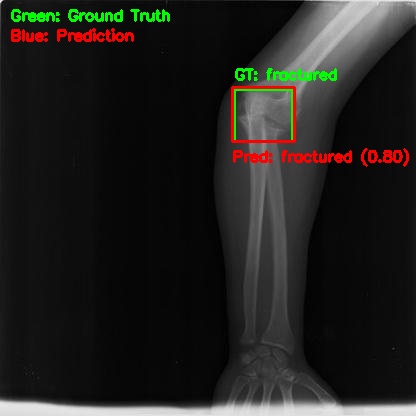 Green: Ground Truth
Blue: Prediction
GT: fractured
Pred: fractured (0.80)